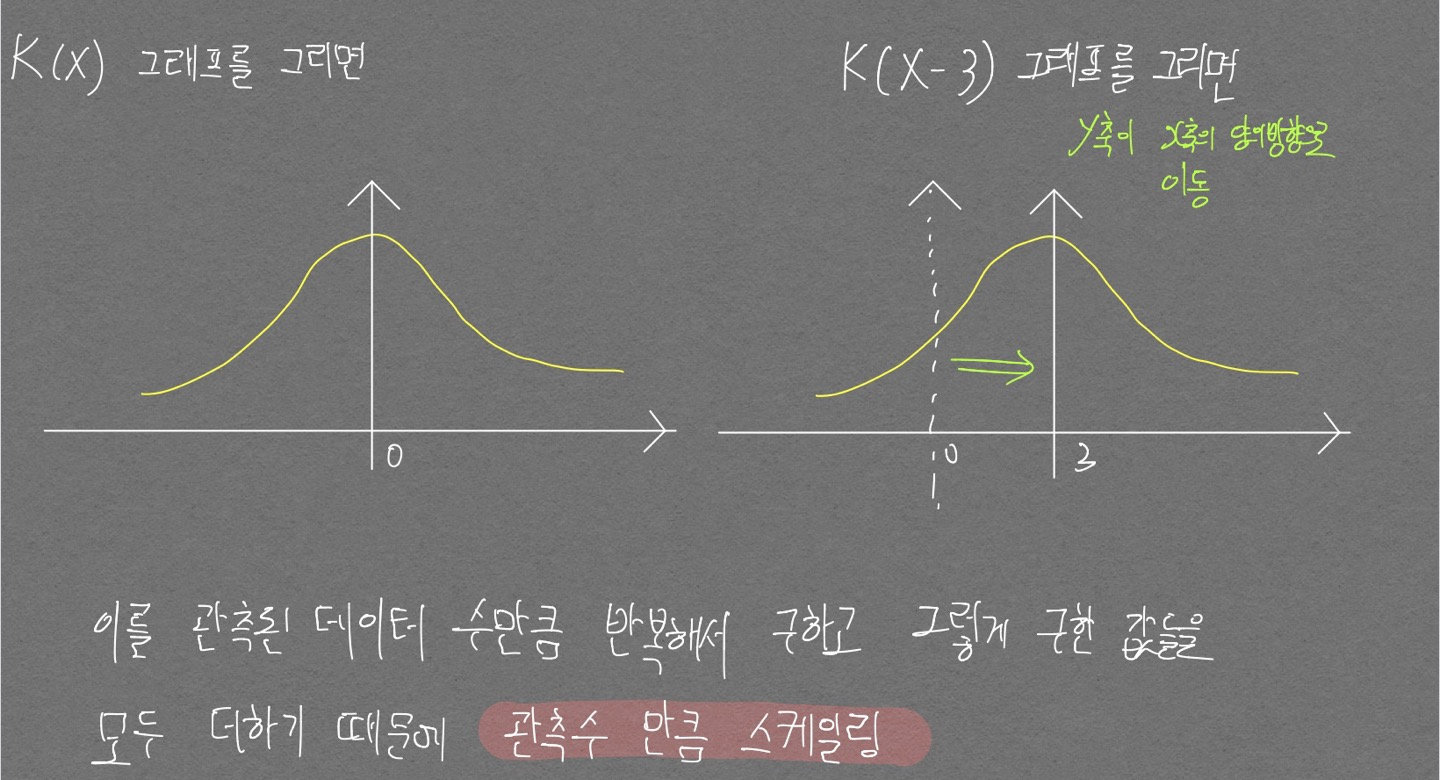 K(X) 그래프를 그리면
K(X-3) 그래프를 그리면
y축이 x축의 양의방향으로
이동
0
0
3
이를 관측된 데이터 수만큼 반복해서 구하고 그렇게 구한 값들을
모두 더하기 때문에 관측수 만큼 스케일링